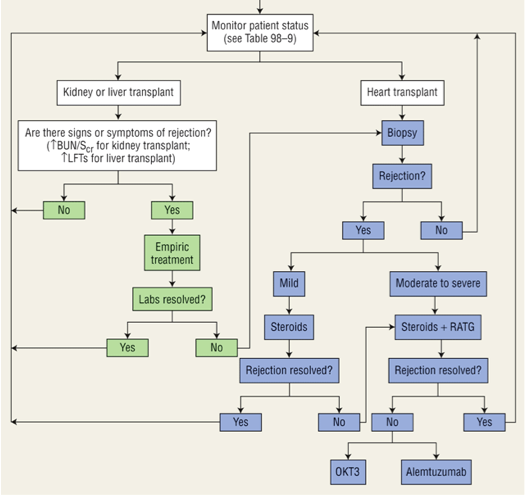 Monitor patient status
(see Table 98–9)
Kidney or liver transplant
Heart transplant
Are there signs or symptoms of rejection?
(↑BUN/Scr for kidney transplant;
↑LFTs for liver transplant)
Biopsy
Rejection?
No
Yes
Yes
No
Empiric
treatment
Mild
Moderate to severe
Labs resolved?
Steroids
Steroids + RATG
Yes
No
Rejection resolved?
Rejection resolved?
Yes
No
No
Yes
OKT3
Alemtuzumab